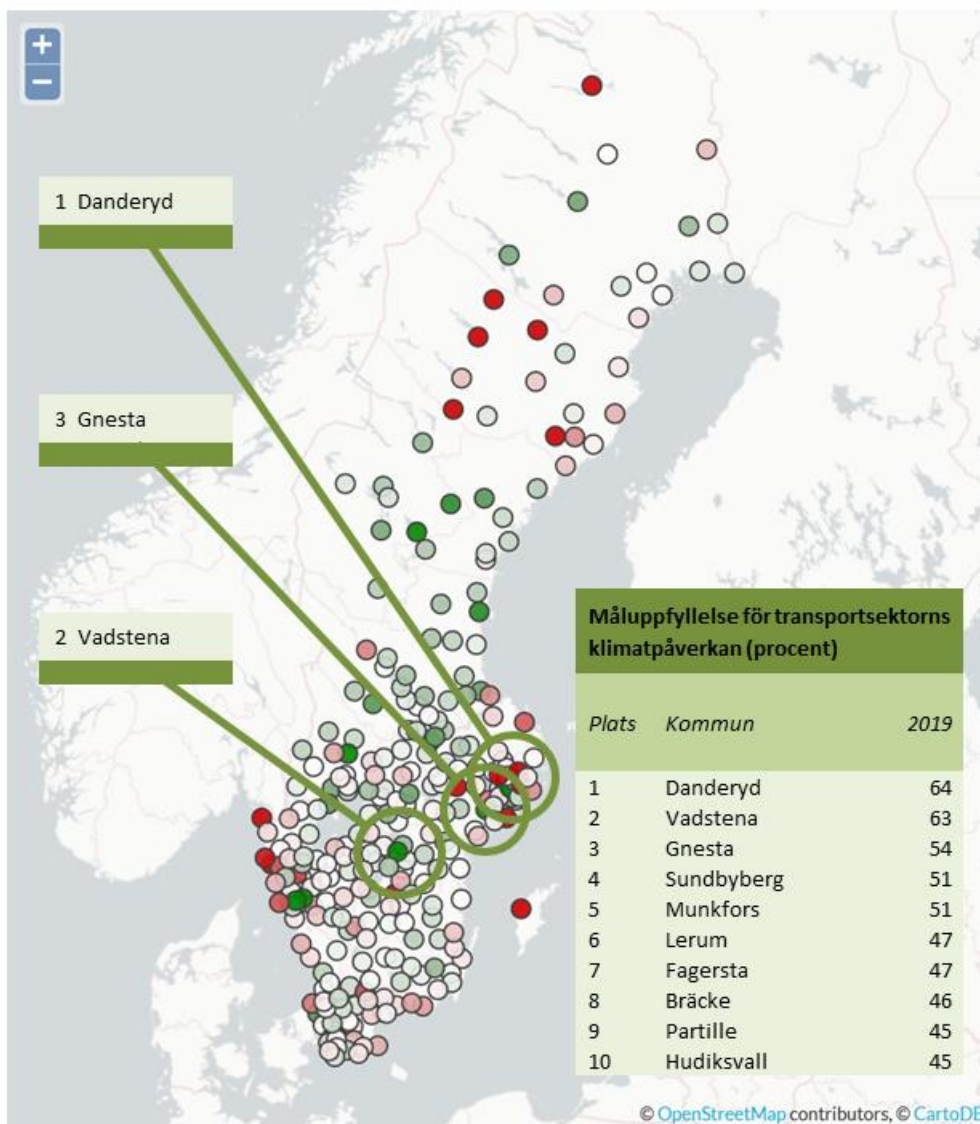 +
−
1 Danderyd
3 Gnesta
2 Vadstena
Måluppfyllelse för transportsektorns
klimatpåverkan (procent)
Plats Kommun 2019
1 Danderyd 64
2 Vadstena 63
3 Gnesta 54
4 Sundbyberg 51
5 Munkfors 51
6 Lerum 47
7 Fagersta 47
8 Bräcke 46
9 Partille 45
10 Hudiksvall 45
© OpenStreetMap contributors, © CartoDB